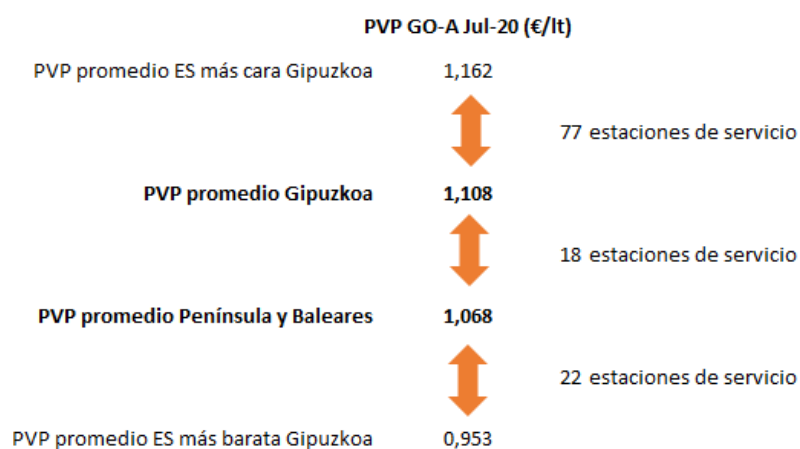 PVP GO-A Jul-20 (€/lt)
PVP promedio ES más cara Gipuzkoa 1,162
77 estaciones de servicio
PVP promedio Gipuzkoa 1,108
18 estaciones de servicio
PVP promedio Península y Baleares 1,068
22 estaciones de servicio
PVP promedio ES más barata Gipuzkoa 0,953